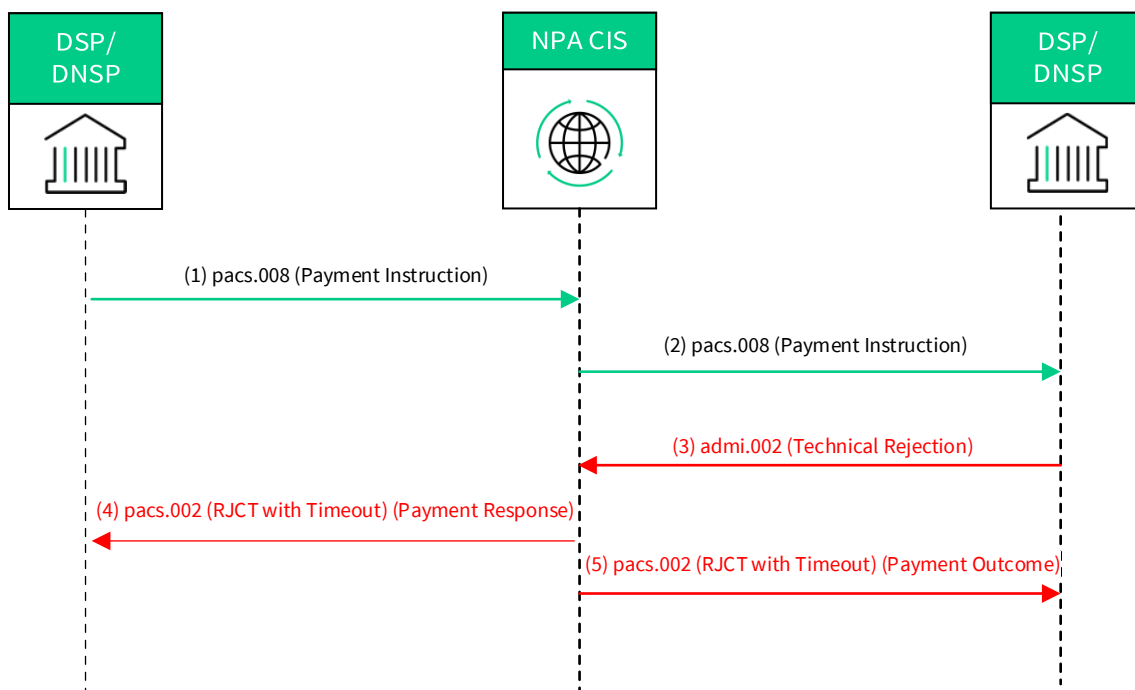 DSP/
DNSP
NPA CIS
DSP/
DNSP
(1) pacs.008 (Payment Instruction)
(2) pacs.008 (Payment Instruction)
(3) admi.002 (Technical Rejection)
(4) pacs.002 (RJCT with Timeout) (Payment Response)
(5) pacs.002 (RJCT with Timeout) (Payment Outcome)